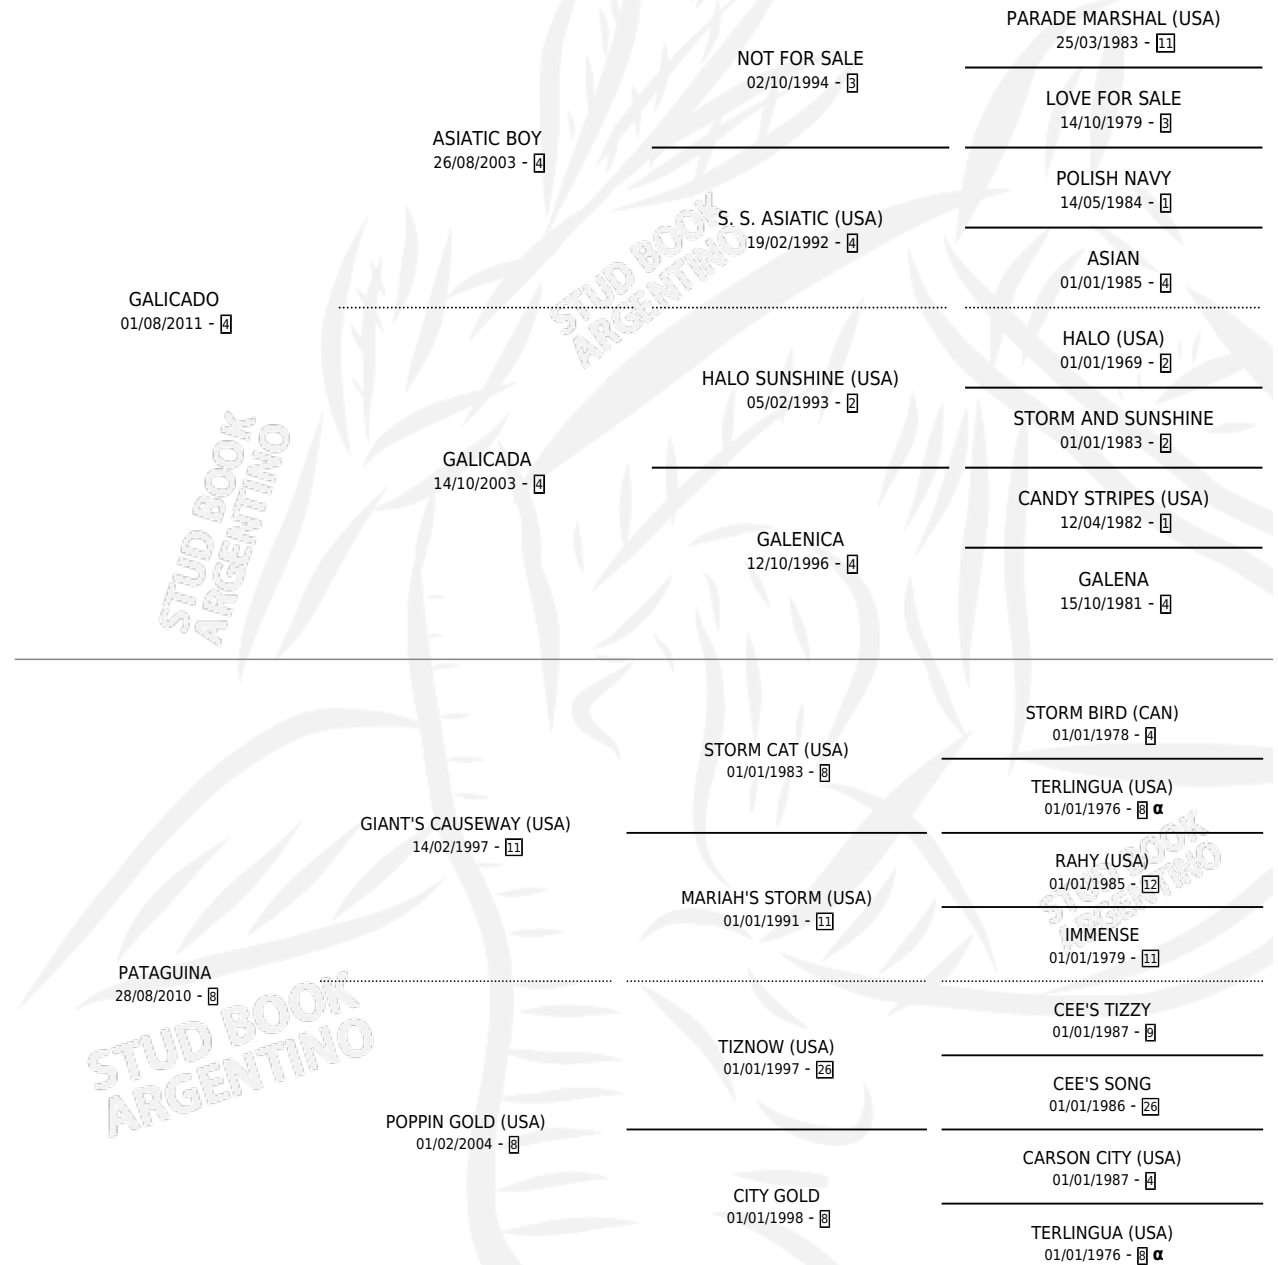 PARADE MARSHAL (USA)
25/03/1983 - 11
NOT FOR SALE
02/10/1994 - 3
LOVE FOR SALE
14/10/1979 - 3
ASIATIC BOY
26/08/2003 - 4
POLISH NAVY
14/05/1984 - 1
S. S. ASIATIC (USA)
19/02/1992 - 4
ASIAN
01/01/1985 - 4
STUD BOOK
ARGENTINO
GALICADO
01/08/2011 - 4
HALO (USA)
01/01/1969 - 2
HALO SUNSHINE (USA)
05/02/1993 - 2
STORM AND SUNSHINE
01/01/1983 - 2
GALICADA
14/10/2003 - 4
CANDY STRIPES (USA)
12/04/1982 - 1
GALENICA
12/10/1996 - 4
GALENA
15/10/1981 - 4
STUD BOOK
ARGENTINO
STORM BIRD (CAN)
01/01/1978 - 4
STORM CAT (USA)
01/01/1983 - 8
TERLINGUA (USA)
01/01/1976 - 8 α
GIANT'S CAUSEWAY (USA)
14/02/1997 - 11
RAHY (USA)
01/01/1985 - 12
MARIAH'S STORM (USA)
01/01/1991 - 11
IMMENSE
01/01/1979 - 11
STUD BOOK
ARGENTINO
PATAGUINA
28/08/2010 - 8
CEE'S TIZZY
01/01/1987 - 9
TIZNOW (USA)
01/01/1997 - 26
CEE'S SONG
01/01/1986 - 26
STUD BOOK
ARGENTINO
POPPIN GOLD (USA)
01/02/2004 - 8
CARSON CITY (USA)
01/01/1987 - 4
CITY GOLD
01/01/1998 - 8
TERLINGUA (USA)
01/01/1976 - 8 α